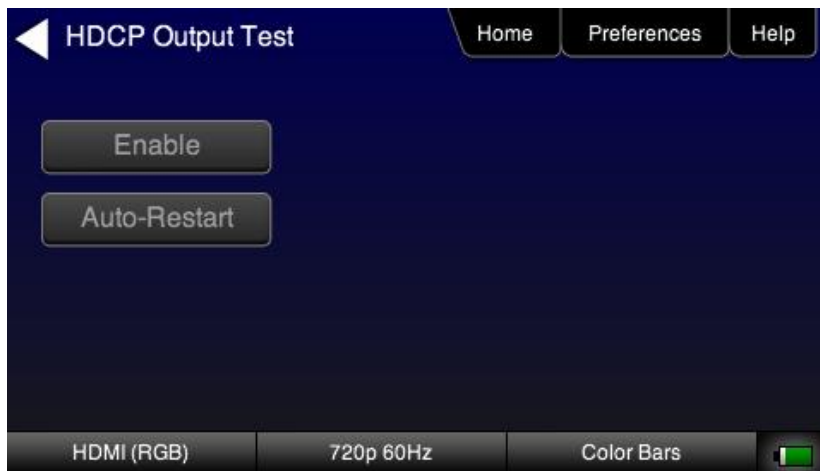 HDCP Output Test
Home
Preferences
Help
Enable
Auto-Restart
HDMI (RGB)
720p 60Hz
Color Bars